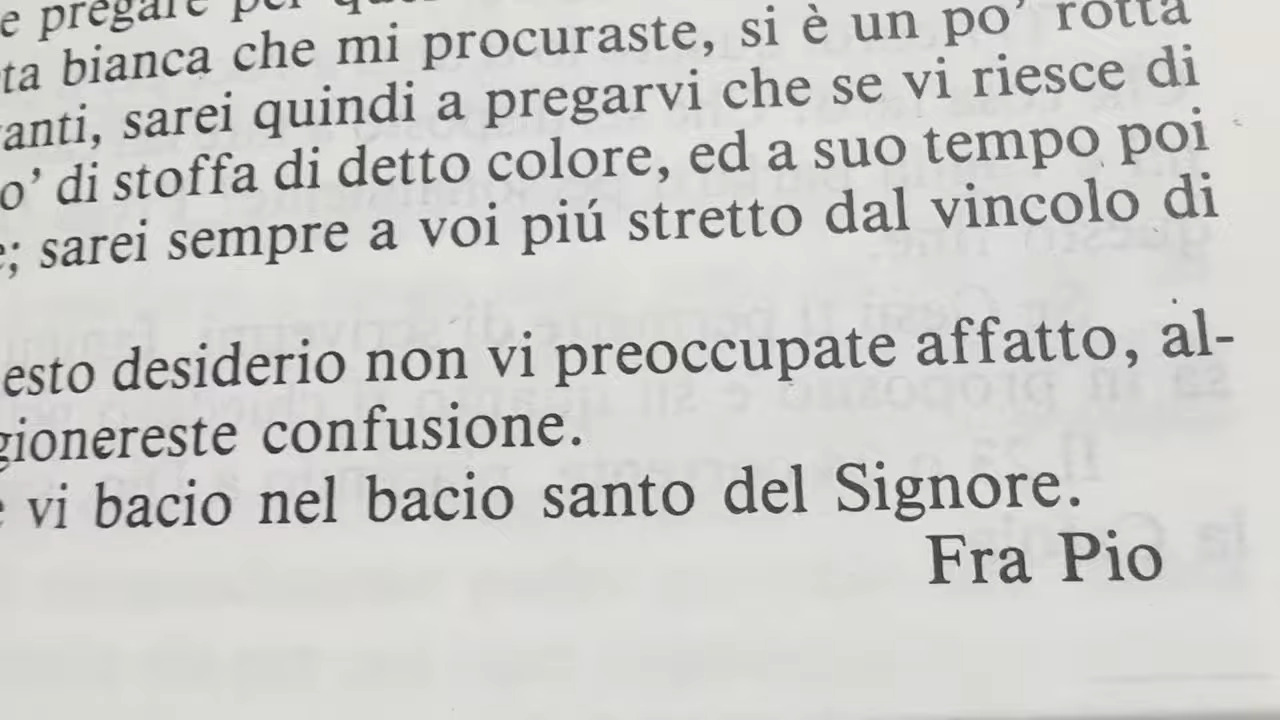 e pregare per
ta bianca che mi procuraste, si è un po' rotta
anti, sarei quindi a pregarvi che se vi riesce di
o' di stoffa di detto colore, ed a suo tempo poi
e; sarei sempre a voi piú stretto dal vincolo di
esto desiderio non vi preoccupate affatto, al-
gionereste confusione.
vi bacio nel bacio santo del Signore.
Fra Pio